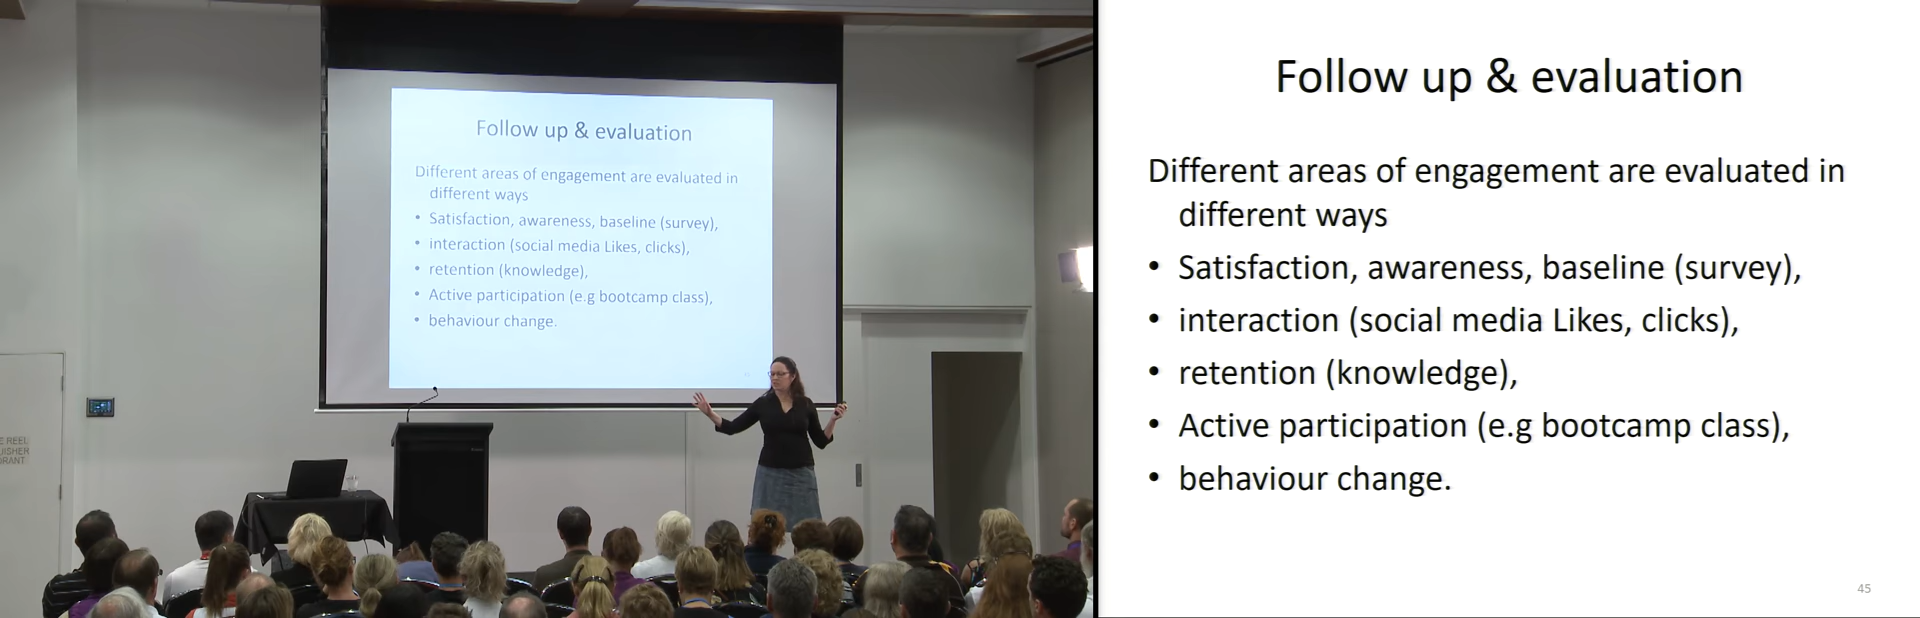 Follow up & evaluation
Different areas of engagement are evaluated in
different ways
• Satisfaction, awareness, baseline (survey),
• interaction (social media Likes, clicks),
• retention (knowledge),
• Active participation (e.g bootcamp class),
• behaviour change.
E REEL
UISHER
DRANT
Follow up & evaluation
Different areas of engagement are evaluated in
different ways
• Satisfaction, awareness, baseline (survey),
• interaction (social media Likes, clicks),
• retention (knowledge),
• Active participation (e.g bootcamp class),
• behaviour change.
45